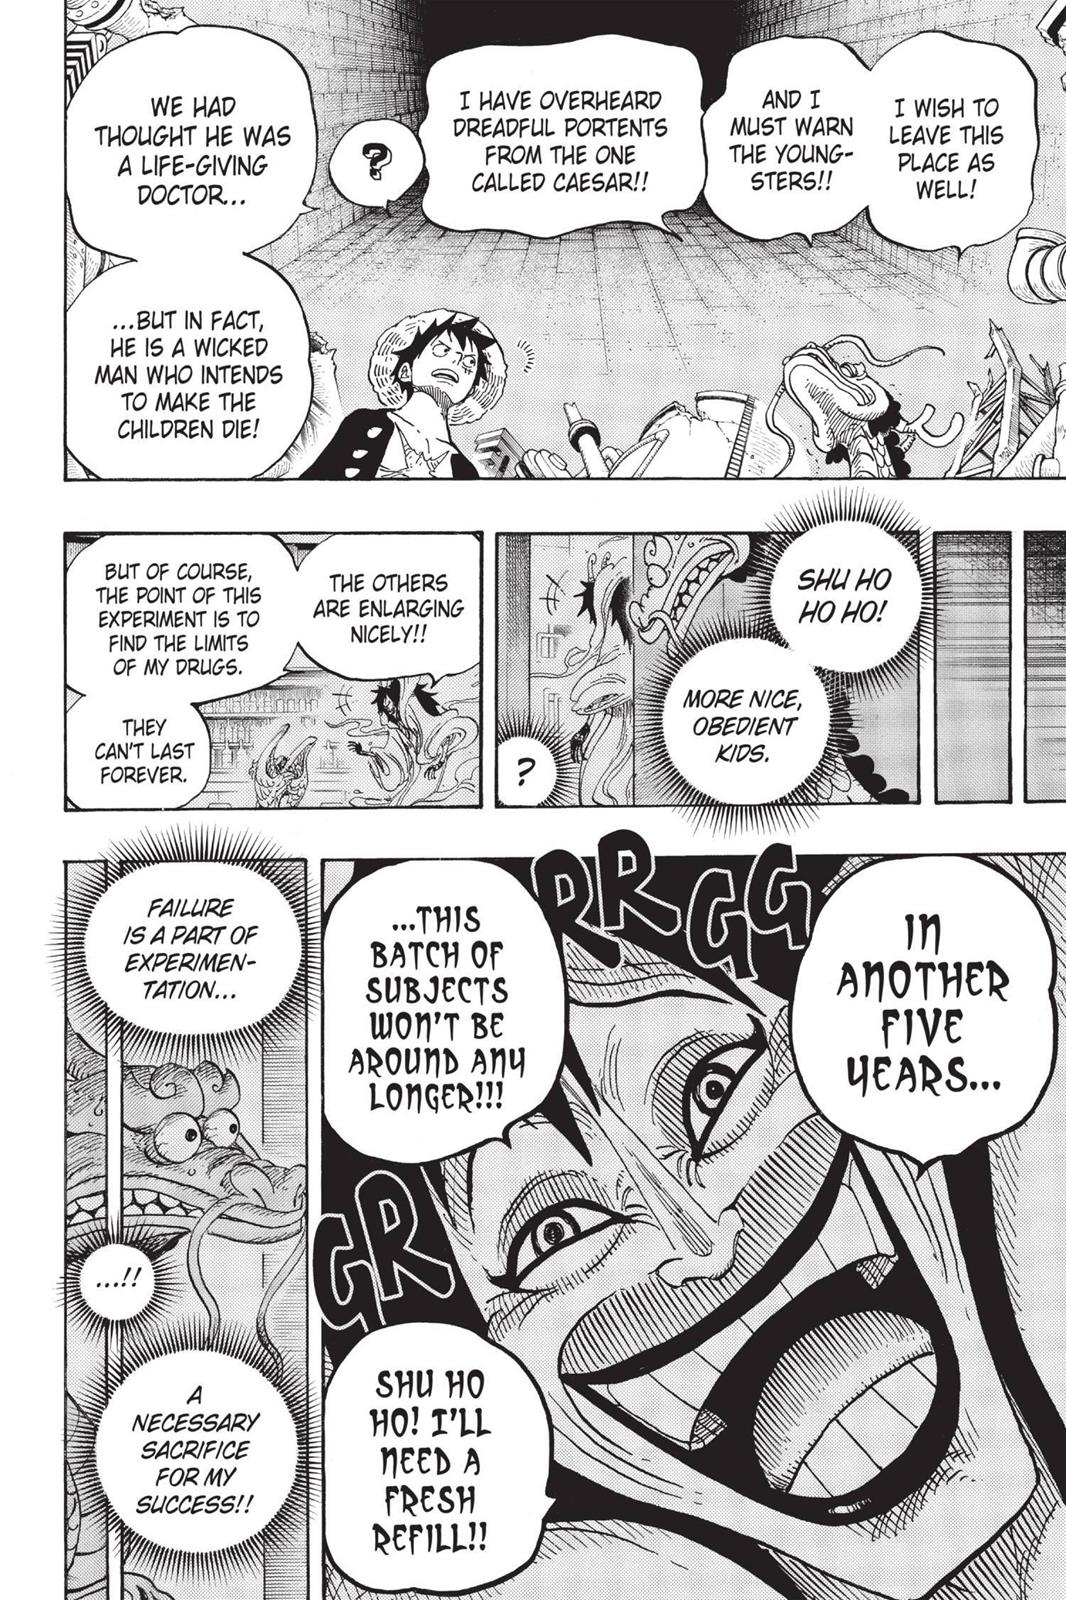 I WISH TO
LEAVE THIS
PLACE AS
WELL!
AND I
MUST WARN
THE YOUNG-
STERS!!
I HAVE OVERHEARD
DREADFUL PORTENTS
FROM THE ONE
CALLED CAESAR!!
?
WE HAD
THOUGHT HE WAS
A LIFE-GIVING
DOCTOR...
...BUT IN FACT,
HE IS A WICKED
MAN WHO INTENDS
TO MAKE THE
CHILDREN DIE!
SHU HO
HO HO!
MORE NICE,
OBEDIENT
KIDS.
?
THE OTHERS
ARE ENLARGING
NICELY!!
BUT OF COURSE,
THE POINT OF THIS
EXPERIMENT IS TO
FIND THE LIMITS
OF MY DRUGS.
THEY
CAN'T LAST
FOREVER.
IN
ANOTHER
FIVE
YEARS...
RRGG
...THIS
BATCH OF
SUBJECTS
WON'T BE
AROUND ANY
LONGER!!!
GR
SHU HO
HO! I'LL
NEED A
FRESH
REFILL!!
FAILURE
IS A PART OF
EXPERIMEN-
TATION...
...!!
A
NECESSARY
SACRIFICE
FOR MY
SUCCESS!!